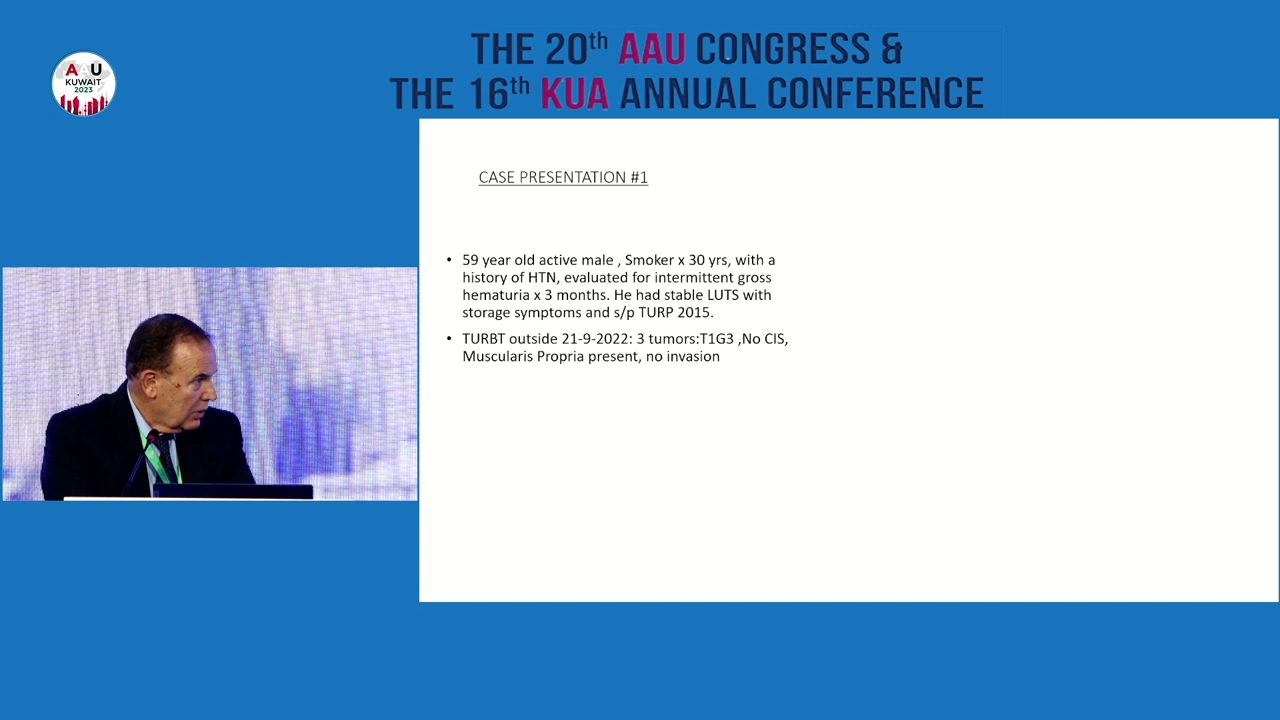 THE 20th AAU CONGRESS &
THE 16th KUA ANNUAL CONFERENCE
AAU
KUWAIT
2023
CASE PRESENTATION #1
• 59 year old active male , Smoker x 30 yrs, with a
history of HTN, evaluated for intermittent gross
hematuria x 3 months. He had stable LUTS with
storage symptoms and s/p TURP 2015.
• TURBT outside 21-9-2022: 3 tumors:T1G3 ,No CIS,
Muscularis Propria present, no invasion